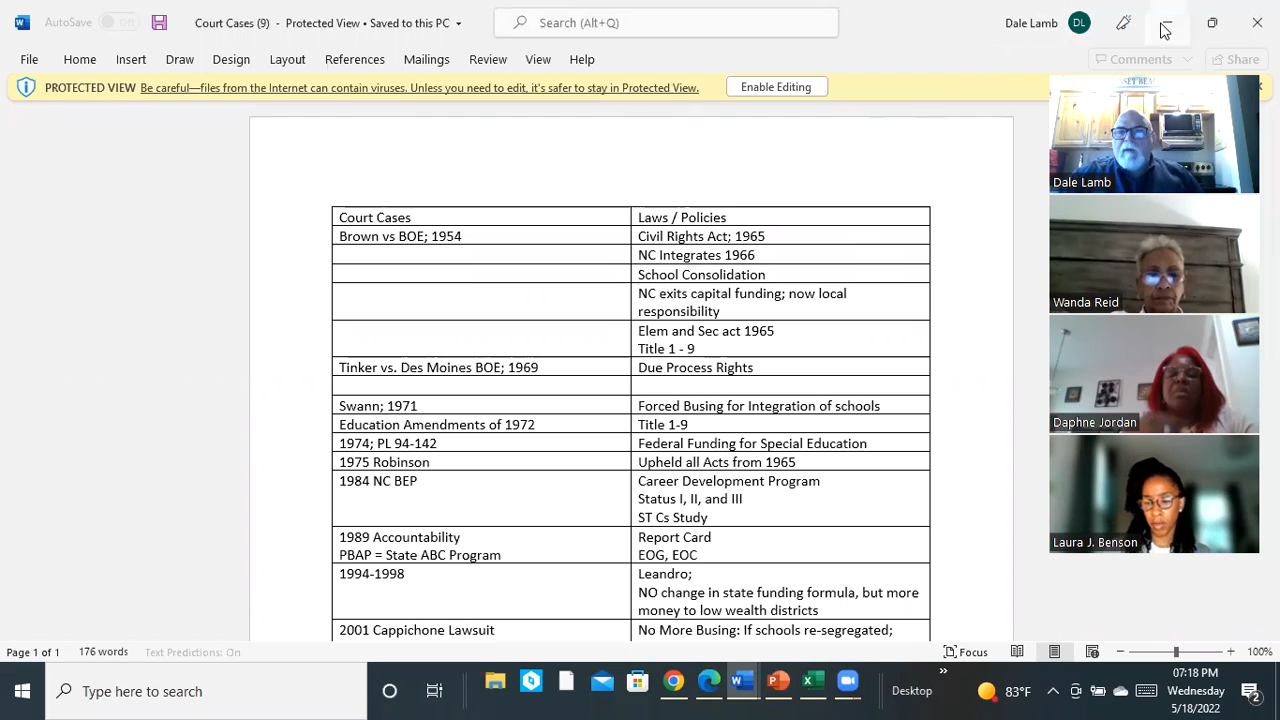 AutoSave Off Court Cases (9) - Protected View • Saved to this PC Search (Alt+Q) Dale Lamb DL
File Home Insert Draw Design Layout References Mailings Review View Help Comments Share
PROTECTED VIEW Be careful—files from the Internet can contain viruses. Unless you need to edit, it's safer to stay in Protected View. Enable Editing
Court Cases Laws / Policies
Brown vs BOE; 1954 Civil Rights Act; 1965
NC Integrates 1966
School Consolidation
NC exits capital funding; now local
responsibility
Elem and Sec act 1965
Title 1 - 9
Tinker vs. Des Moines BOE; 1969 Due Process Rights
Swann; 1971 Forced Busing for Integration of schools
Education Amendments of 1972 Title 1-9
1974; PL 94-142 Federal Funding for Special Education
1975 Robinson Upheld all Acts from 1965
1984 NC BEP Career Development Program
Status I, II, and III
ST Cs Study
1989 Accountability Report Card
PBAP = State ABC Program EOG, EOC
1994-1998 Leandro;
NO change in state funding formula, but more
money to low wealth districts
2001 Cappichone Lawsuit No More Busing: If schools re-segregated;
Dale Lamb
Wanda Reid
Daphne Jordan
Laura J. Benson
Page 1 of 1 176 words Text Predictions: On Focus 100%
Type here to search Desktop 83°F 07:18 PM
Wednesday
5/18/2022 2